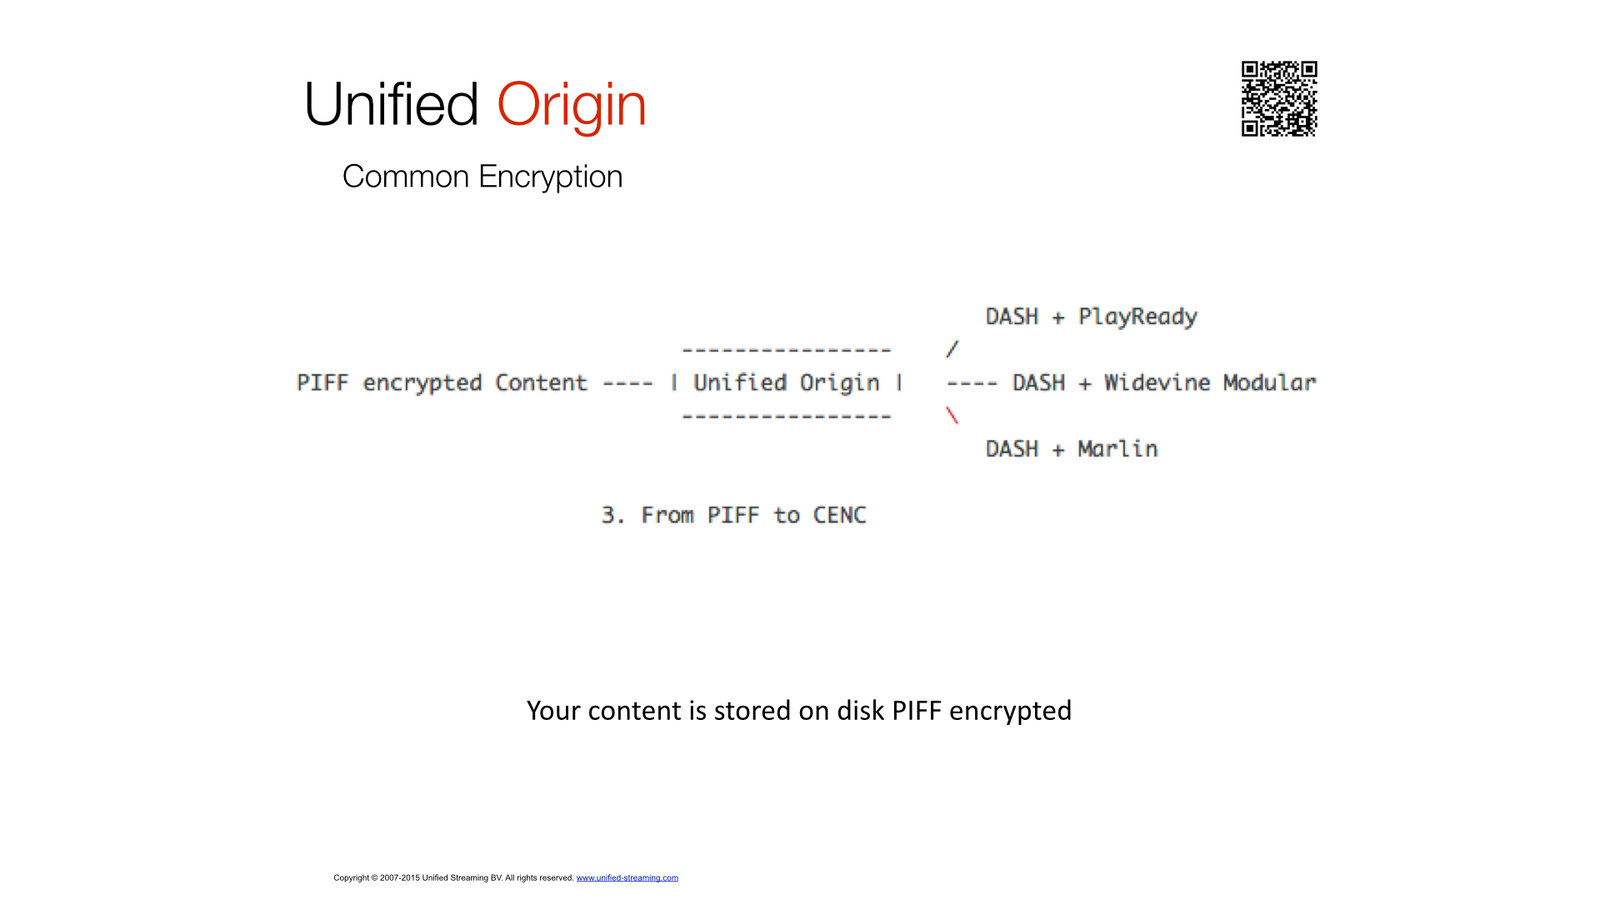 Unified Origin
Common Encryption
DASH + PlayReady
---------------- /
PIFF encrypted Content ---- | Unified Origin | ---- DASH + Widevine Modular
---------------- \
DASH + Marlin
3. From PIFF to CENC
Your content is stored on disk PIFF encrypted
Copyright © 2007-2015 Unified Streaming BV. All rights reserved. www.unified-streaming.com